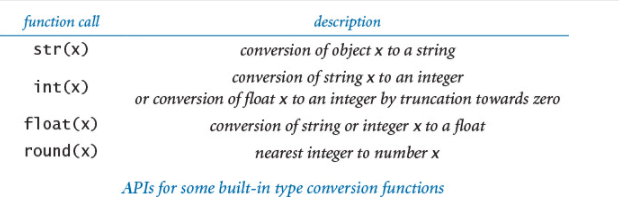 function call description
str(x) conversion of object x to a string
int(x) conversion of string x to an integer
or conversion of float x to an integer by truncation towards zero
float(x) conversion of string or integer x to a float
round(x) nearest integer to number x
APIs for some built-in type conversion functions